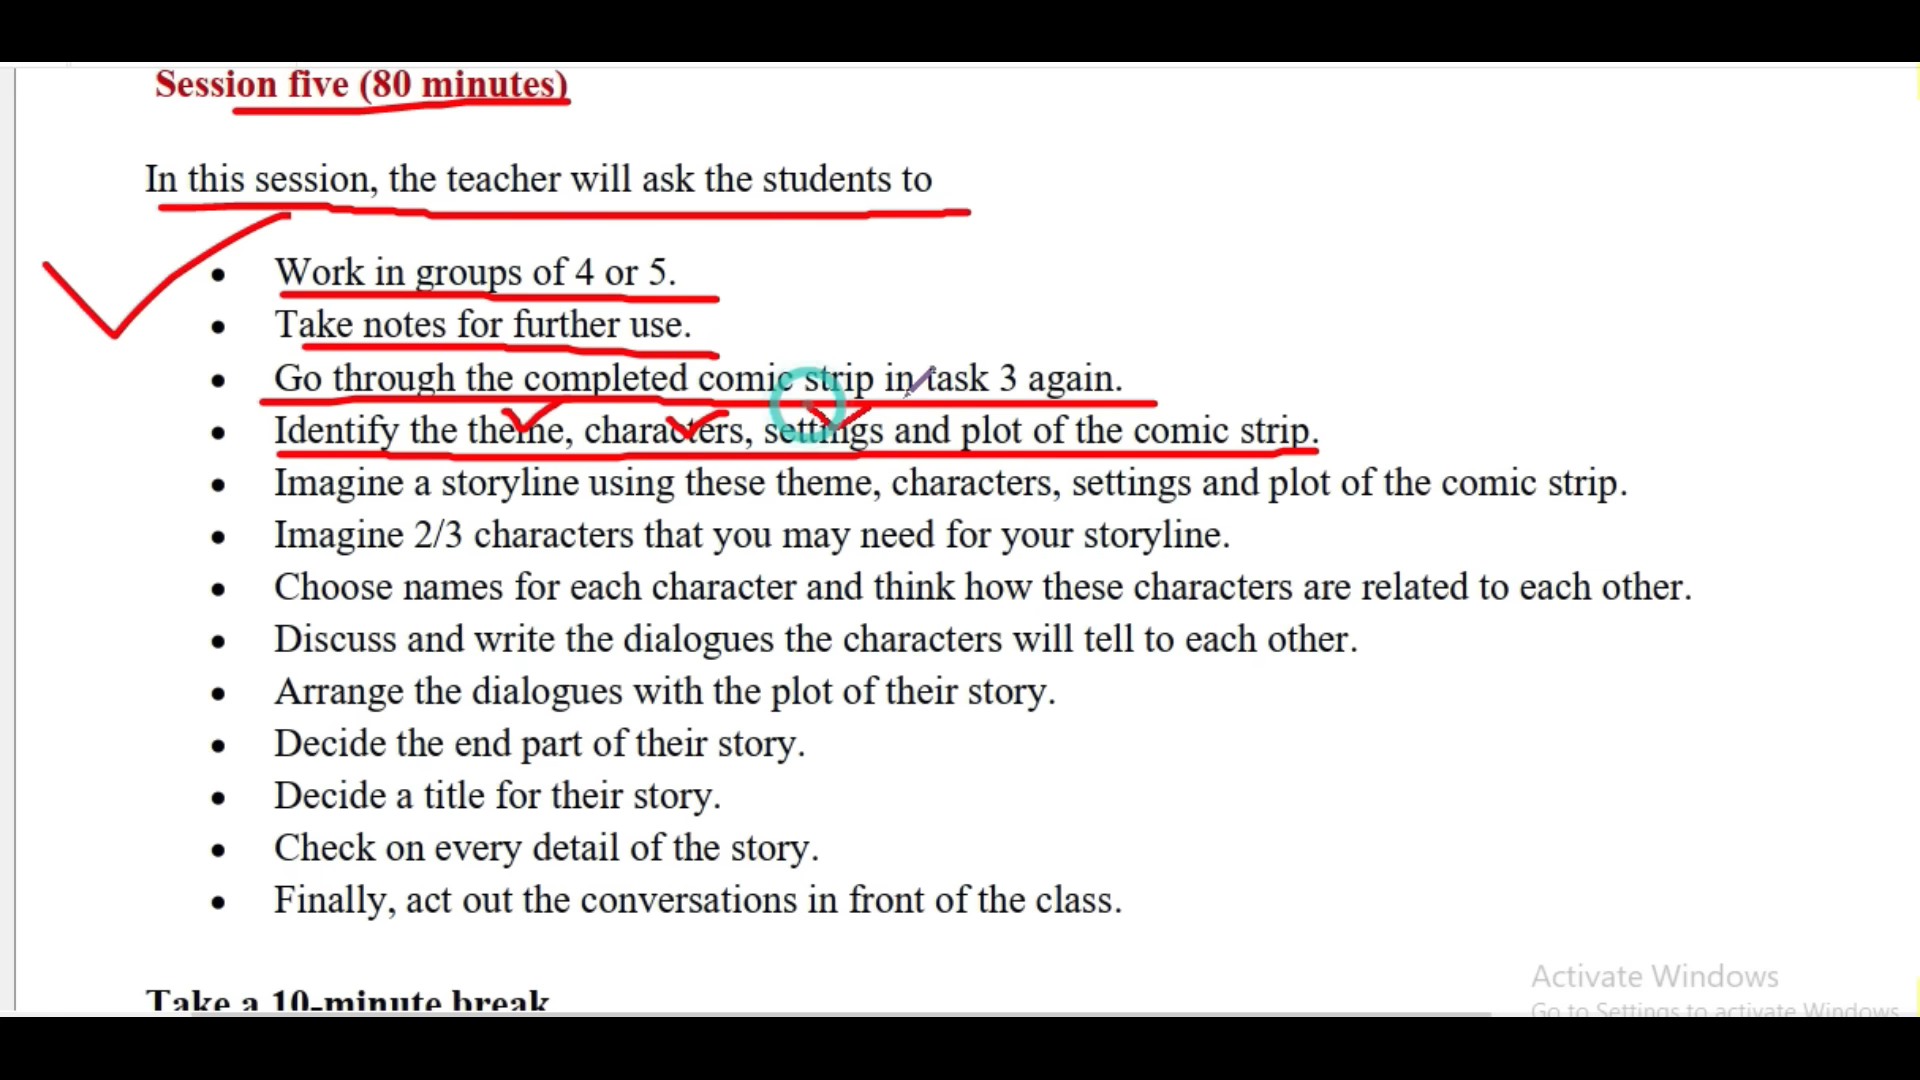 Session five (80 minutes)
In this session, the teacher will ask the students to
• Work in groups of 4 or 5.
• Take notes for further use.
• Go through the completed comic strip in task 3 again.
• Identify the theme, characters, settings and plot of the comic strip.
• Imagine a storyline using these theme, characters, settings and plot of the comic strip.
• Imagine 2/3 characters that you may need for your storyline.
• Choose names for each character and think how these characters are related to each other.
• Discuss and write the dialogues the characters will tell to each other.
• Arrange the dialogues with the plot of their story.
• Decide the end part of their story.
• Decide a title for their story.
• Check on every detail of the story.
• Finally, act out the conversations in front of the class.
Take a 10-minute break
Activate Windows
Go to Settings to activate Windows.